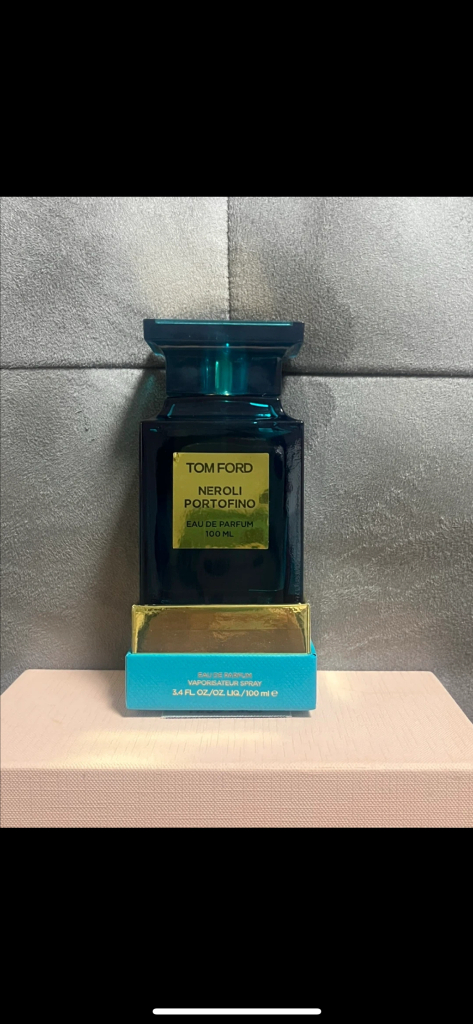 TOM FORD
NEROLI
PORTOFINO
EAU DE PARFUM
100 ML
EAU DE PARFUM
VAPORISATEUR SPRAY
3.4 FL. OZ./OZ. LIQ./100 ml ℮